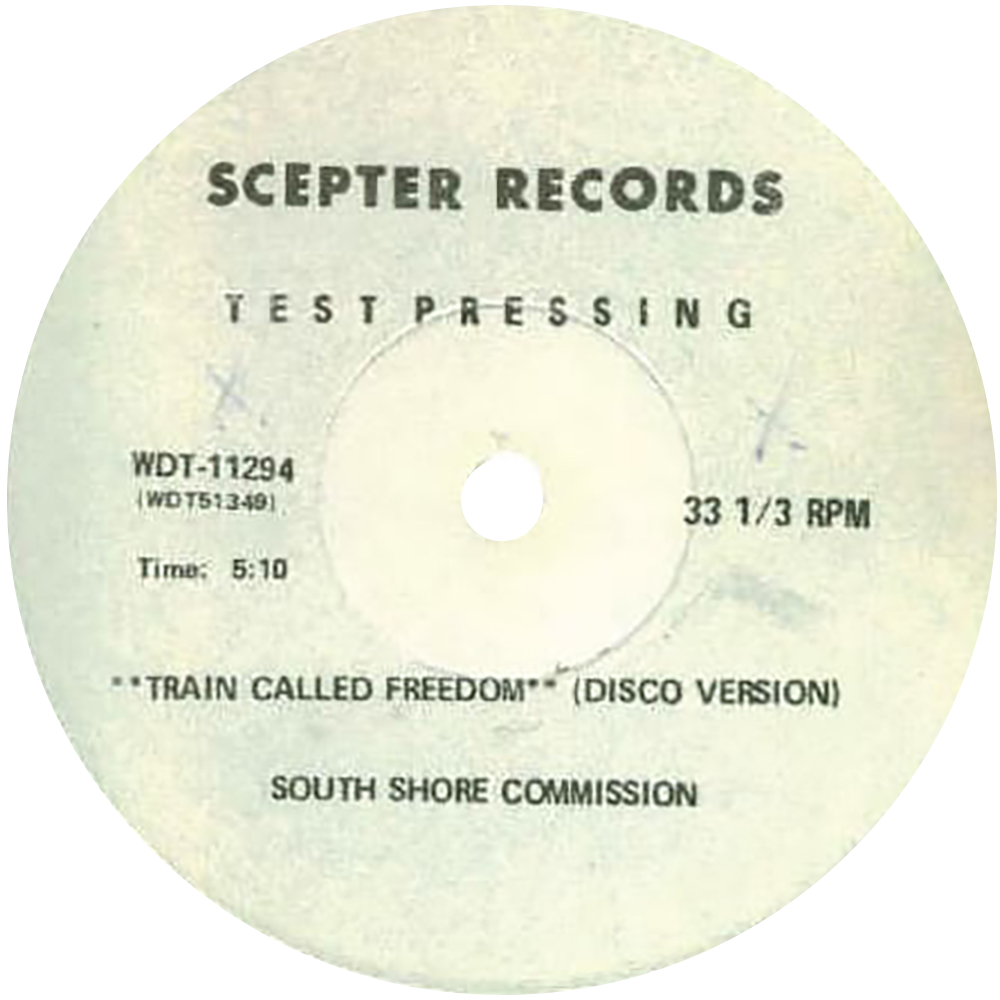 SCEPTER RECORDS
TEST PRESSING
WDT-11294
(WDT51349)
33 1/3 RPM
Time: 5:10
**TRAIN CALLED FREEDOM** (DISCO VERSION)
SOUTH SHORE COMMISSION